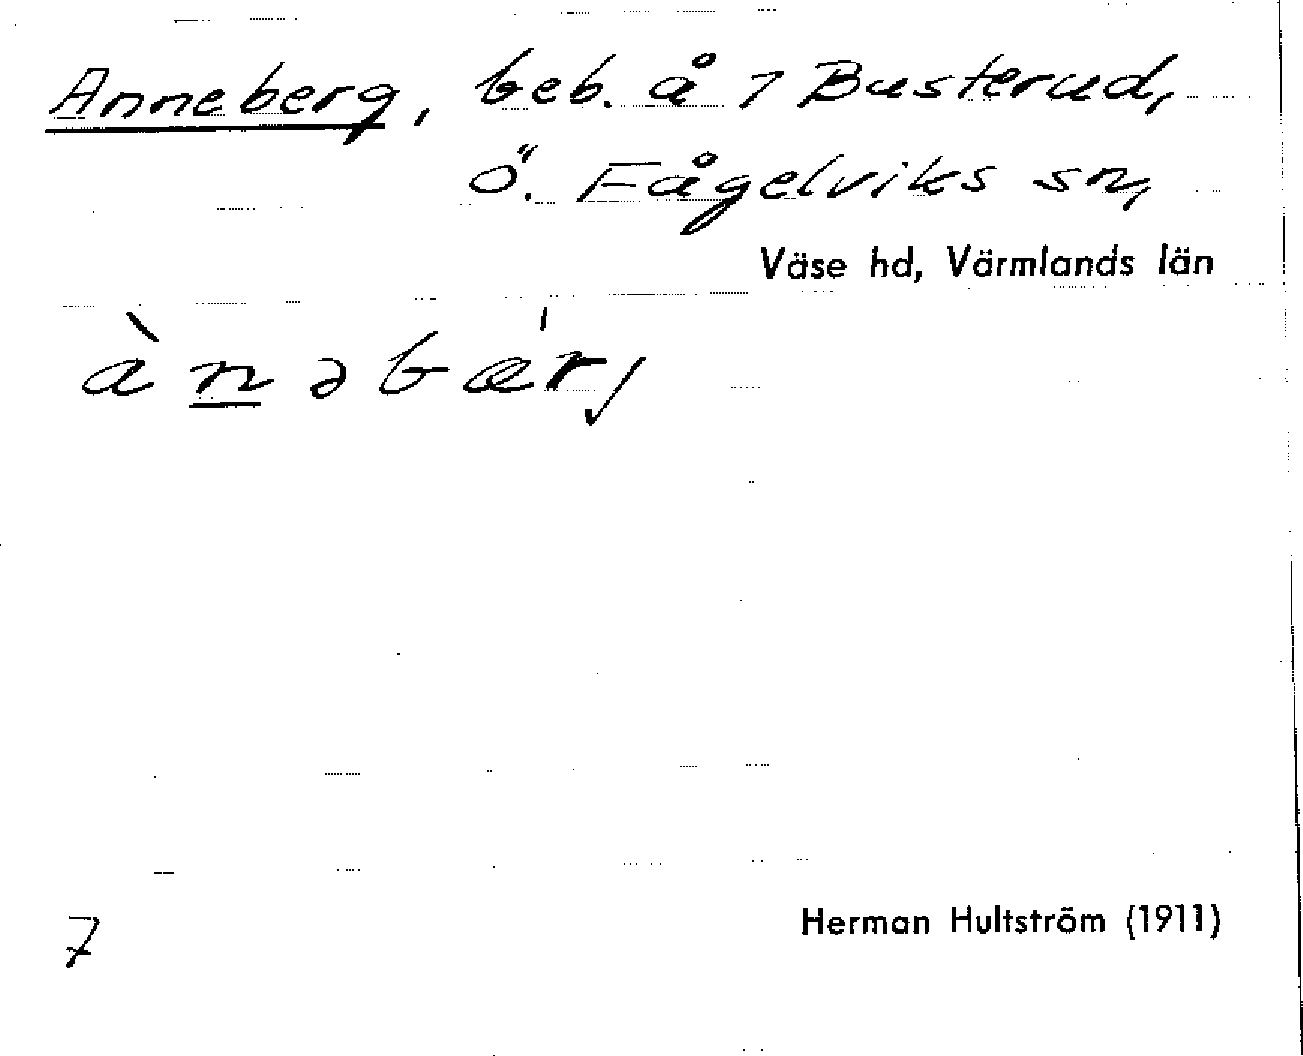 Anneberg, beb. å 7 Busterud,
Ö. Fågelviks sn,
Väse hd, Värmlands län
ànəbær,
7
Herman Hultström (1911)